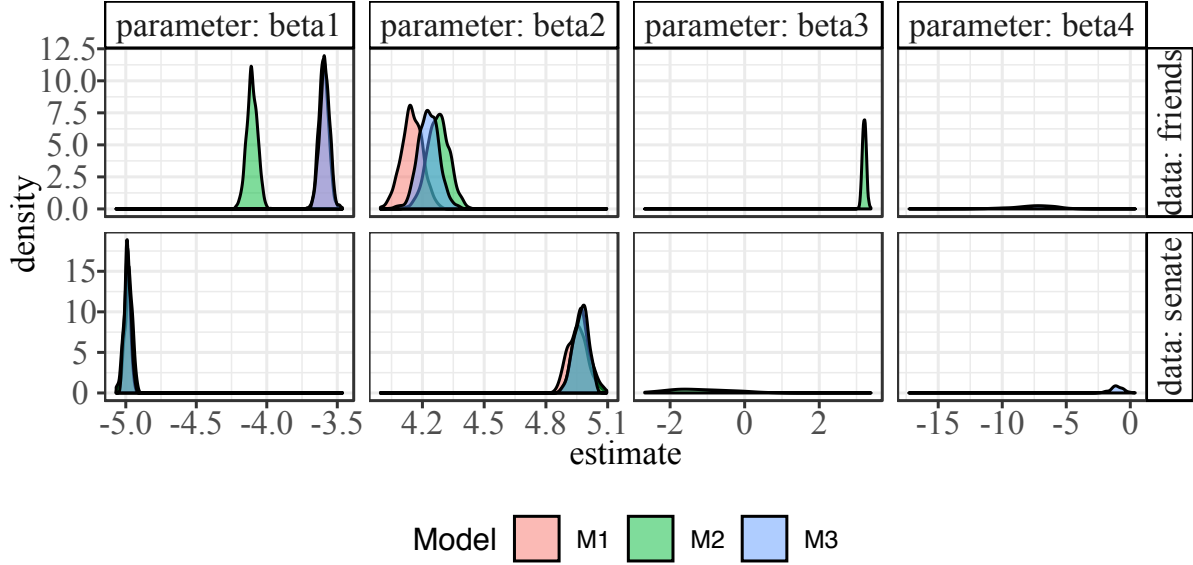 parameter: beta1 parameter: beta2 parameter: beta3 parameter: beta4
12.5
10.0
7.5
5.0
2.5
0.0
data: friends
density
15
10
5
0
data: senate
-5.0 -4.5 -4.0 -3.5 4.2 4.5 4.8 5.1 -2 0 2 -15 -10 -5 0
estimate
Model M1 M2 M3